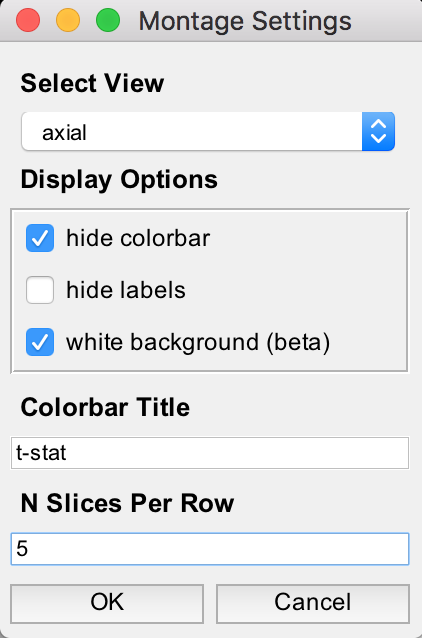 Montage Settings
Select View
axial
Display Options
hide colorbar
hide labels
white background (beta)
Colorbar Title
t-stat
N Slices Per Row
5
OK Cancel